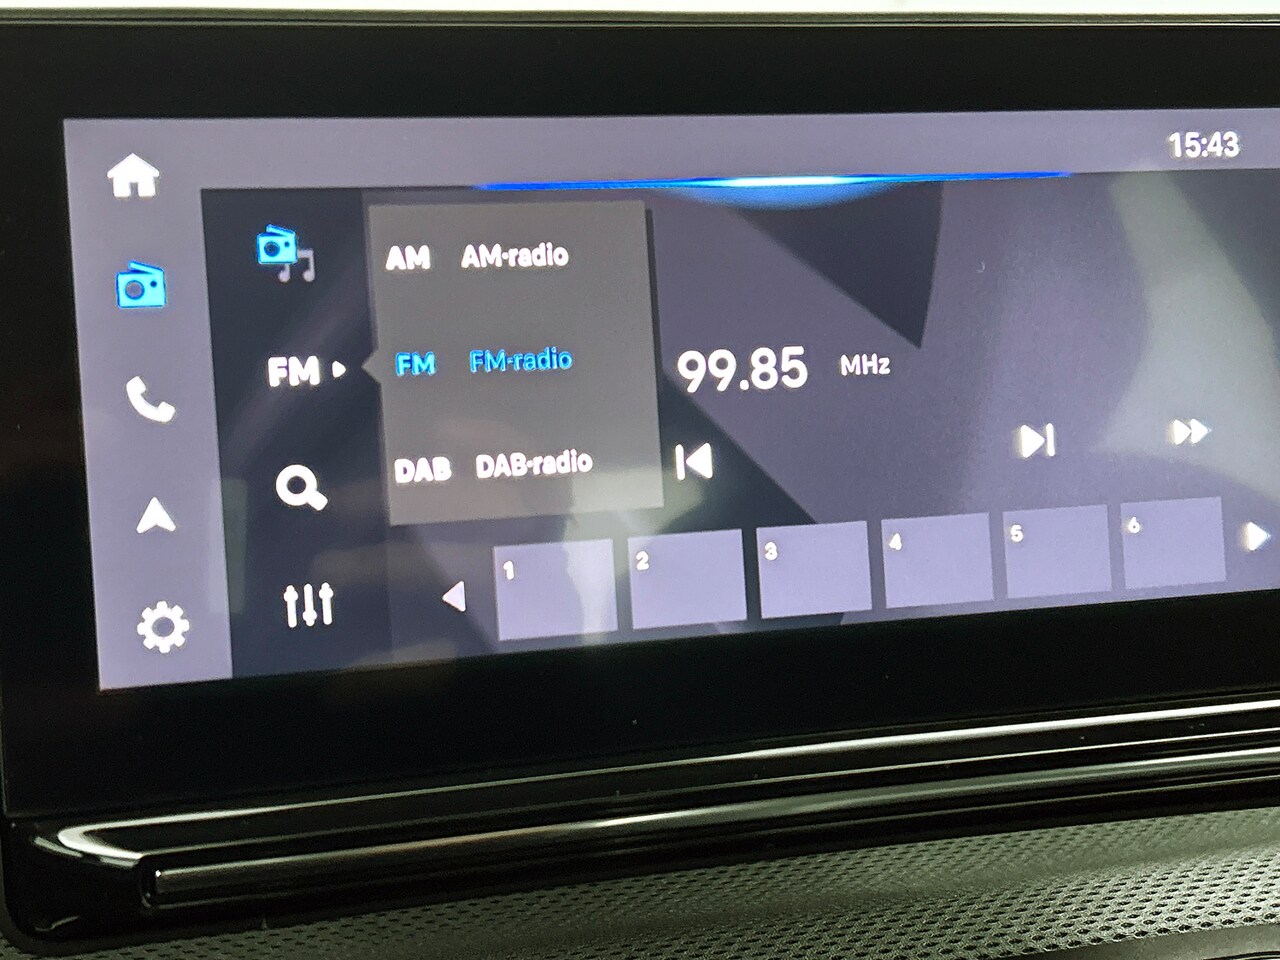 15:43
AM AM-radio
FM FM FM-radio
99.85 MHz
DAB DAB-radio
1 2 3 4 5 6